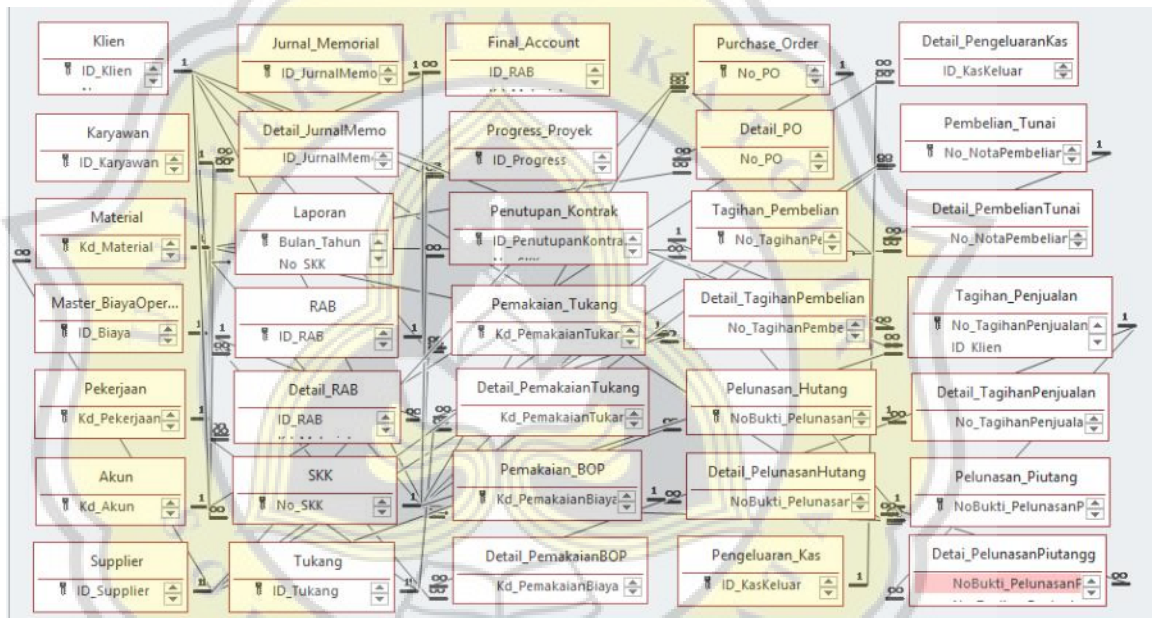 Klien
ID_Klien
Karyawan
ID_Karyawan
Material
Kd_Material
Master_BiayaOper...
ID_Biaya
Pekerjaan
Kd_Pekerjaan
Akun
Kd_Akun
Supplier
ID_Supplier
Jurnal_Memorial
ID_JurnalMemo
Detail_JurnalMemo
ID_JurnalMem
Laporan
Bulan_Tahun
No_SKK
RAB
ID_RAB
Detail_RAB
ID_RAB
SKK
No_SKK
Tukang
ID_Tukang
Final_Account
ID_RAB
Progress_Proyek
ID_Progress
Penutupan_Kontrak
ID_PenutupanKontra
Pemakaian_Tukang
Kd_PemakaianTukar
Detail_PemakaianTukang
Kd_PemakaianTukar
Pemakaian_BOP
Kd_PemakaianBiaya
Detail_PemakaianBOP
Kd_PemakaianBiaya
Purchase_Order
No_PO
Detail_PO
No_PO
Tagihan_Pembelian
No_TagihanPe
Detail_TagihanPembelian
No_TagihanPembe
Pelunasan_Hutang
NoBukti_Pelunasan
Detail_PelunasanHutang
NoBukti_Pelunasar
Pengeluaran_Kas
ID_KasKeluar
Detail_PengeluaranKas
ID_KasKeluar
Pembelian_Tunai
No_NotaPembeliar
Detail_PembelianTunai
No_NotaPembeliar
Tagihan_Penjualan
No_TagihanPenjualan
ID_Klien
Detail_TagihanPenjualan
No_TagihanPenjuala
Pelunasan_Piutang
NoBukti_PelunasanP
Detai_PelunasanPiutangg
NoBukti_PelunasanF